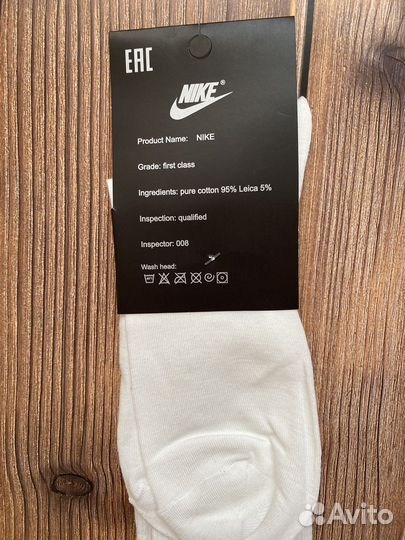 EAC
NIKE®
Product Name: NIKE
Grade: first class
Ingredients: pure cotton 95% Leica 5%
Inspection: qualified
Inspector: 008
Wash head:
Avito